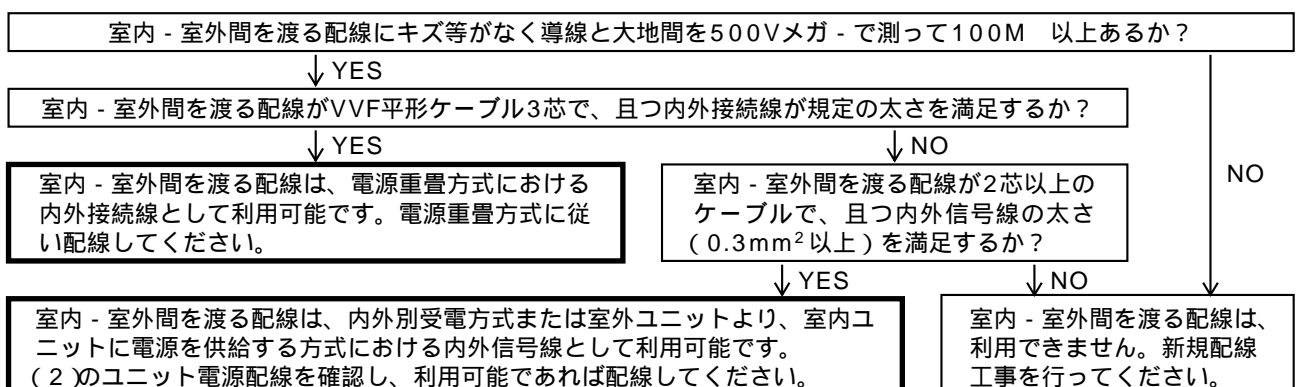 室内 - 室外間を渡る配線にキズ等がなく導線と大地間を500Vメガ - で測って100M　以上あるか？
YES
室内 - 室外間を渡る配線がVVF平形ケーブル3芯で、且つ内外接続線が規定の太さを満足するか？
YES
NO
NO
室内 - 室外間を渡る配線は、電源重畳方式における
内外接続線として利用可能です。電源重畳方式に従
い配線してください。
室内 - 室外間を渡る配線が2芯以上の
ケーブルで、且つ内外信号線の太さ
（0.3mm²以上）を満足するか？
YES
NO
室内 - 室外間を渡る配線は、内外別受電方式または室外ユニットより、室内ユ
ニットに電源を供給する方式における内外信号線として利用可能です。
（2)のユニット電源配線を確認し、利用可能であれば配線してください。
室内 - 室外間を渡る配線は、
利用できません。新規配線
工事を行ってください。